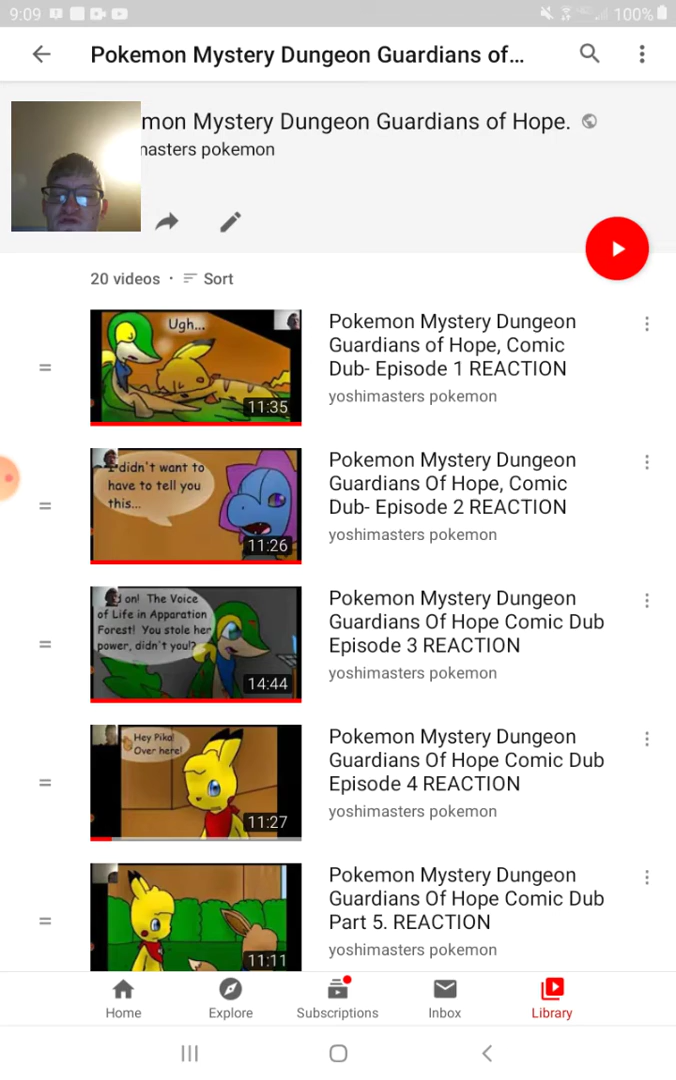 9:09
100%
Pokemon Mystery Dungeon Guardians of...
mon Mystery Dungeon Guardians of Hope.
masters pokemon
20 videos · Sort
Ugh...
11:35
Pokemon Mystery Dungeon
Guardians of Hope, Comic
Dub- Episode 1 REACTION
yoshimasters pokemon
didn't want to
have to tell you
this...
11:26
Pokemon Mystery Dungeon
Guardians Of Hope, Comic
Dub- Episode 2 REACTION
yoshimasters pokemon
on! The Voice
of Life in Apparation
Forest! You stole her
power, didn't you!?
14:44
Pokemon Mystery Dungeon
Guardians Of Hope Comic Dub
Episode 3 REACTION
yoshimasters pokemon
Hey Pika!
Over here!
11:27
Pokemon Mystery Dungeon
Guardians Of Hope Comic Dub
Episode 4 REACTION
yoshimasters pokemon
11:11
Pokemon Mystery Dungeon
Guardians Of Hope Comic Dub
Part 5. REACTION
yoshimasters pokemon
Home
Explore
Subscriptions
Inbox
Library